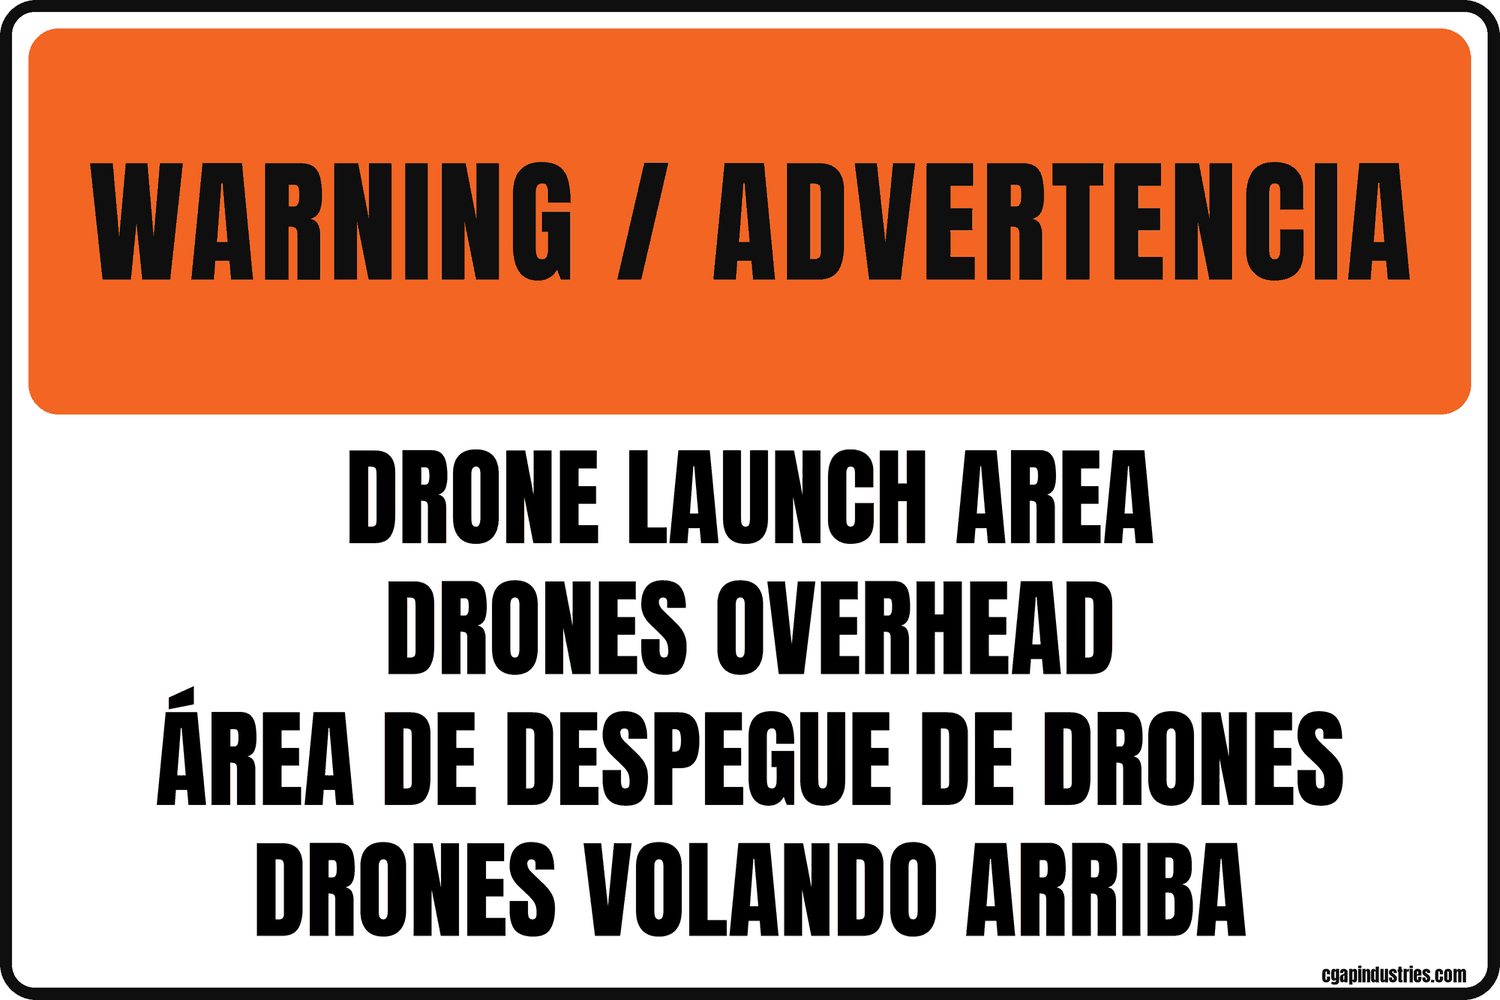 WARNING / ADVERTENCIA
DRONE LAUNCH AREA
DRONES OVERHEAD
ÁREA DE DESPEGUE DE DRONES
DRONES VOLANDO ARRIBA
cgapindustries.com